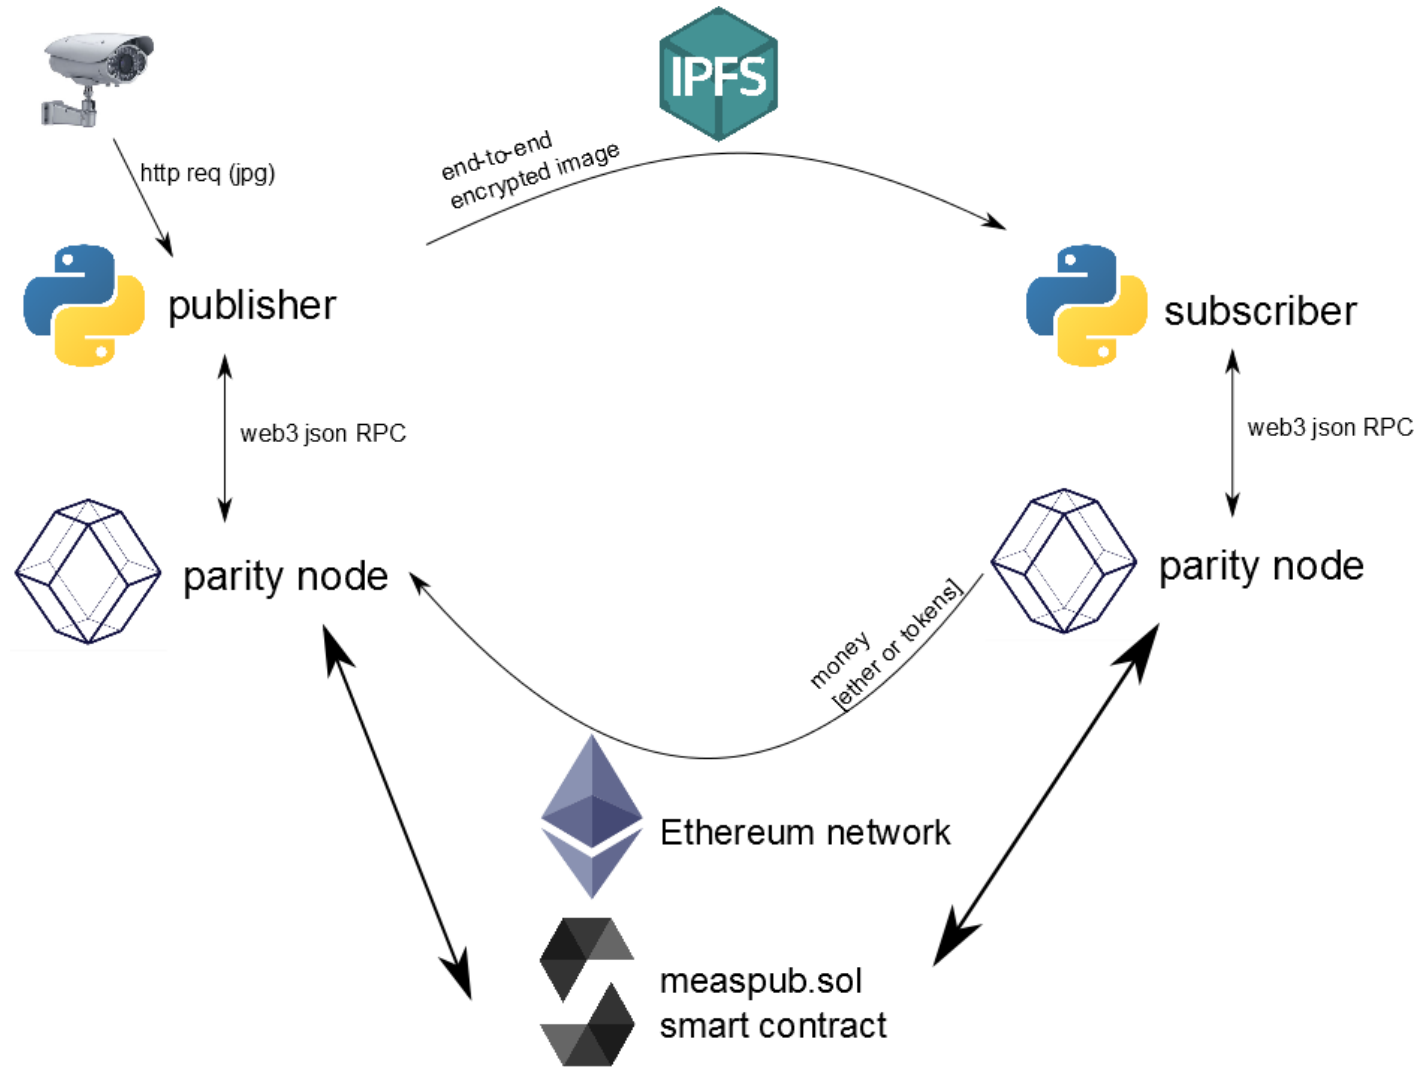 IPFS
end-to-end
encrypted image
http req (jpg)
publisher
subscriber
web3 json RPC
web3 json RPC
parity node
parity node
money
[ether or tokens]
Ethereum network
measpub.sol
smart contract